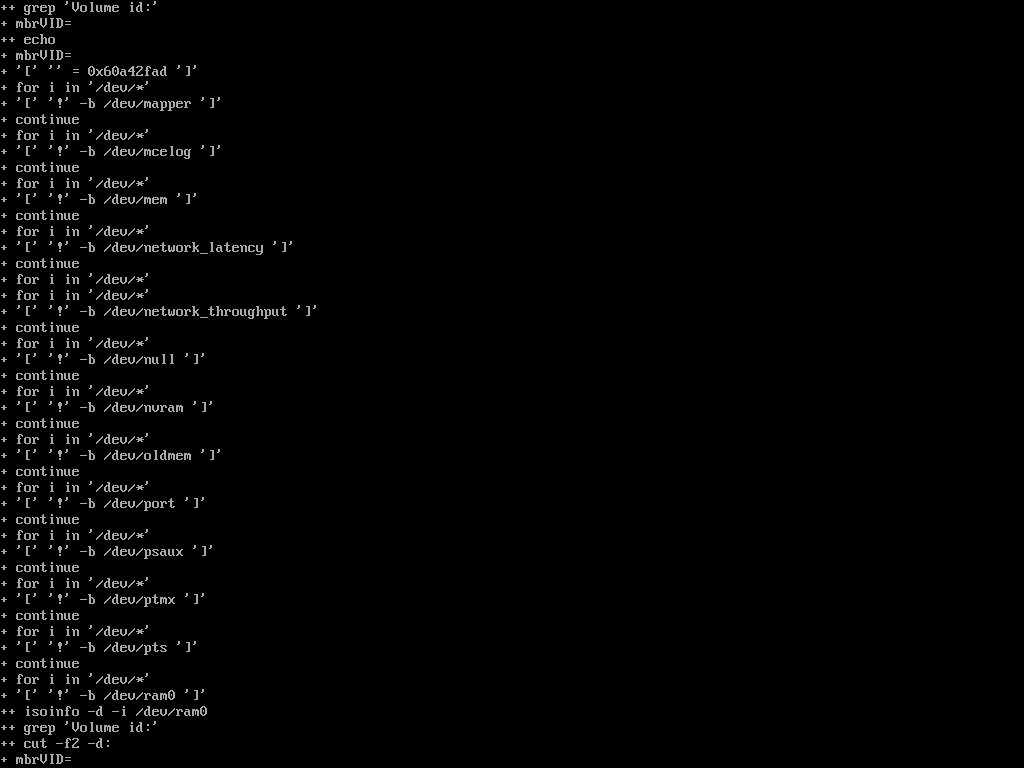 ++ grep 'Volume id:'
+ mbrVID=
++ echo
+ mbrVID=
+ '[' '' = 0x60a42fad ']'
+ for i in '/dev/*'
+ '[' '!' -b /dev/mapper ']'
+ continue
+ for i in '/dev/*'
+ '[' '!' -b /dev/mcelog ']'
+ continue
+ for i in '/dev/*'
+ '[' '!' -b /dev/mem ']'
+ continue
+ for i in '/dev/*'
+ '[' '!' -b /dev/network_latency ']'
+ continue
+ for i in '/dev/*'
+ for i in '/dev/*'
+ '[' '!' -b /dev/network_throughput ']'
+ continue
+ for i in '/dev/*'
+ '[' '!' -b /dev/null ']'
+ continue
+ for i in '/dev/*'
+ '[' '!' -b /dev/nvram ']'
+ continue
+ for i in '/dev/*'
+ '[' '!' -b /dev/oldmem ']'
+ continue
+ for i in '/dev/*'
+ '[' '!' -b /dev/port ']'
+ continue
+ for i in '/dev/*'
+ '[' '!' -b /dev/psaux ']'
+ continue
+ for i in '/dev/*'
+ '[' '!' -b /dev/ptmx ']'
+ continue
+ for i in '/dev/*'
+ '[' '!' -b /dev/pts ']'
+ continue
+ for i in '/dev/*'
+ '[' '!' -b /dev/ram0 ']'
++ isoinfo -d -i /dev/ram0
++ grep 'Volume id:'
++ cut -f2 -d:
+ mbrVID=